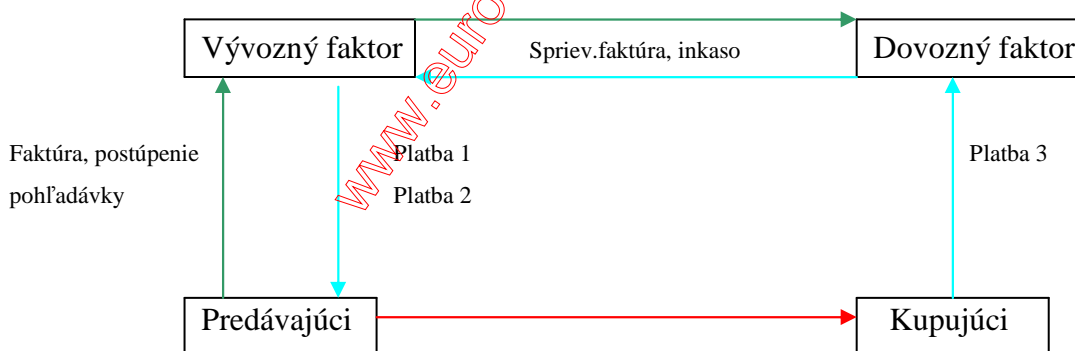 Vývozný faktor
Dovozný faktor
Spriev.faktúra, inkaso
Faktúra, postúpenie
pohľadávky
Platba 1
Platba 2
Platba 3
www.euro
Predávajúci
Kupujúci